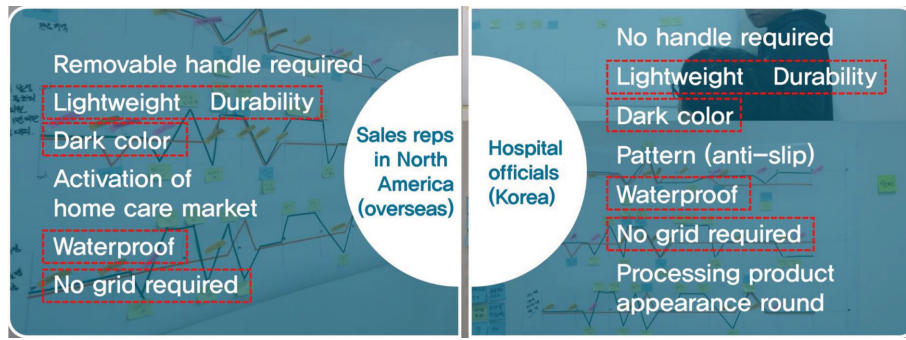 Removable handle required
Lightweight Durability
Dark color
Activation of
home care market
Waterproof
No grid required
Sales reps
in North
America
(overseas)
Hospital
officials
(Korea)
No handle required
Lightweight Durability
Dark color
Pattern (anti-slip)
Waterproof
No grid required
Processing product
appearance round